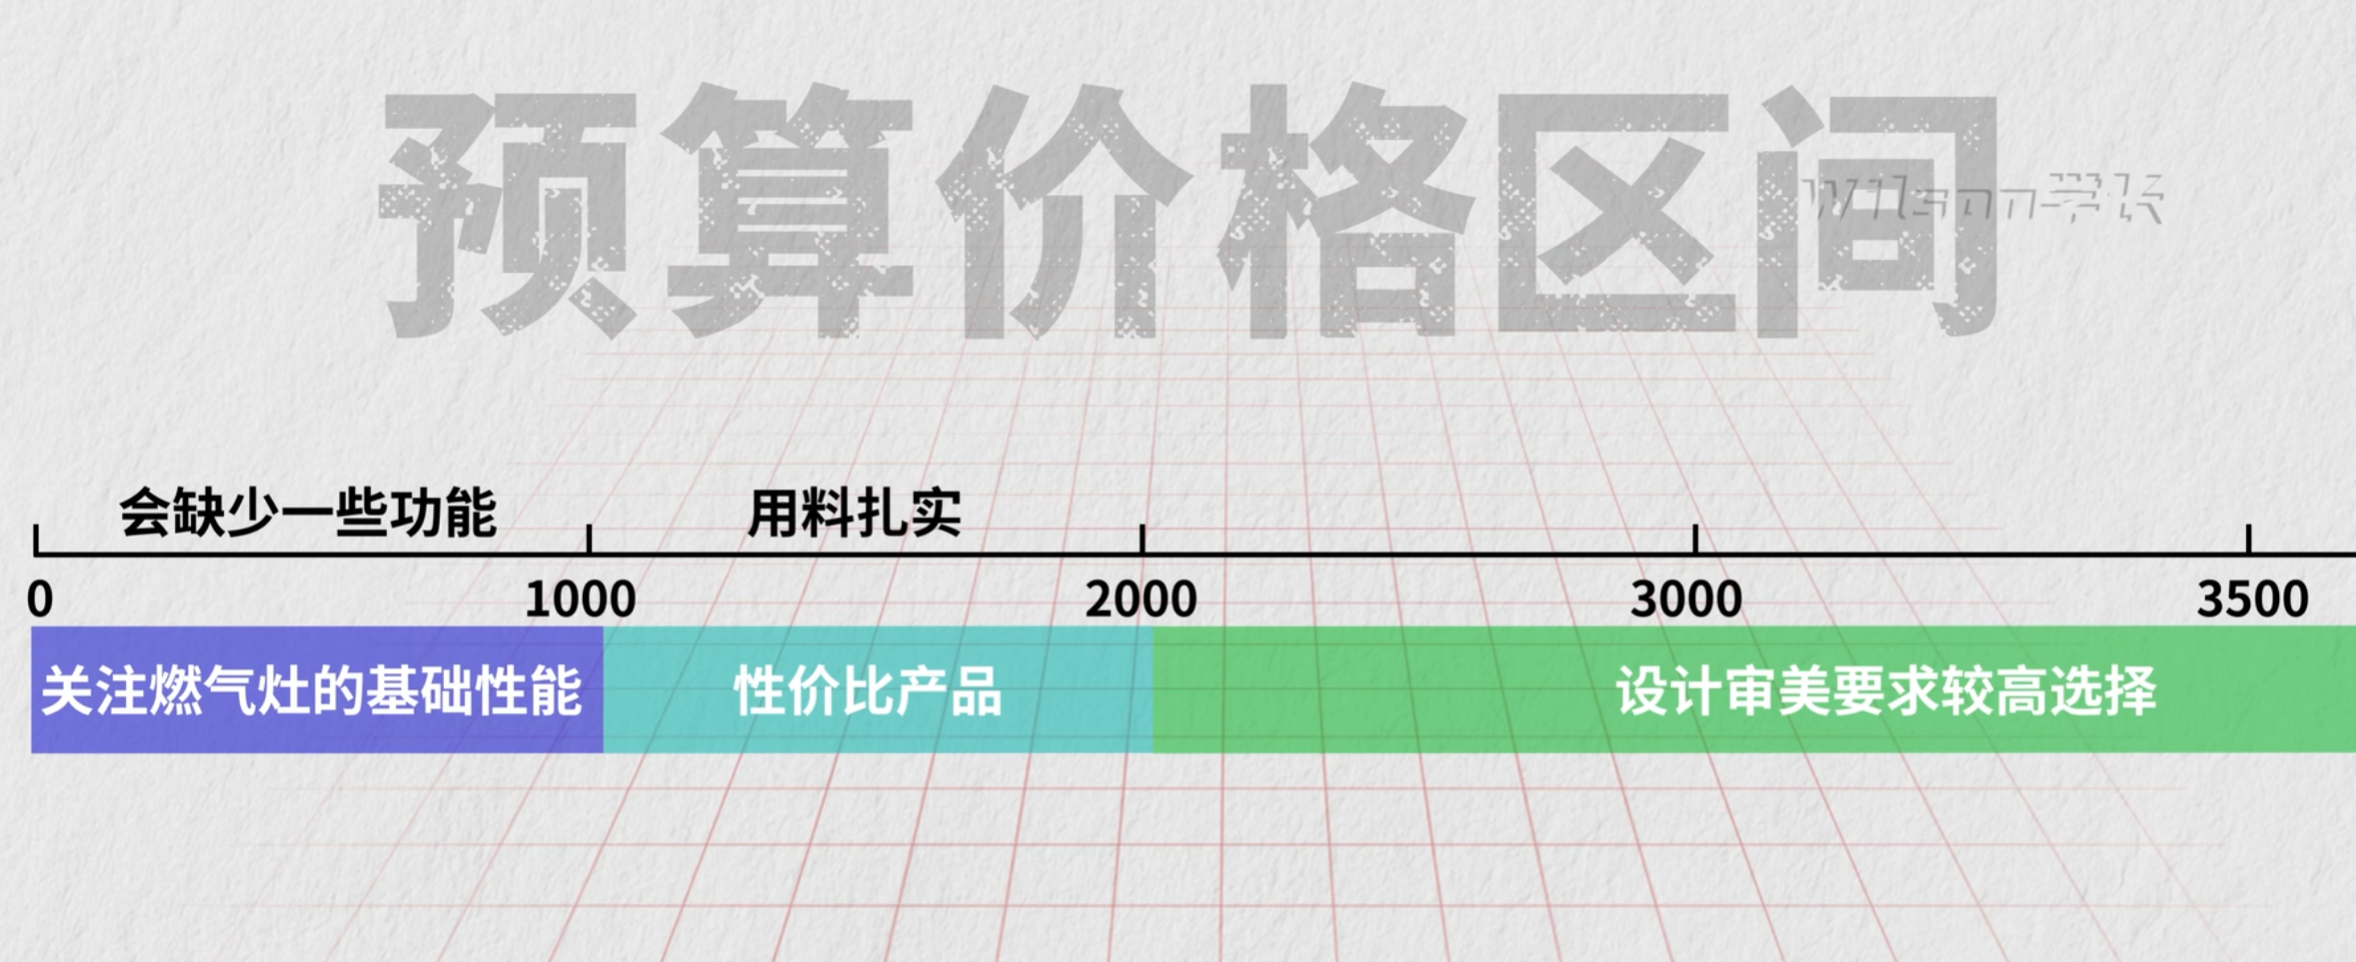 预算价格区间
Wilson学长
会缺少一些功能 用料扎实
0 1000 2000 3000 3500
关注燃气灶的基础性能 性价比产品 设计审美要求较高选择